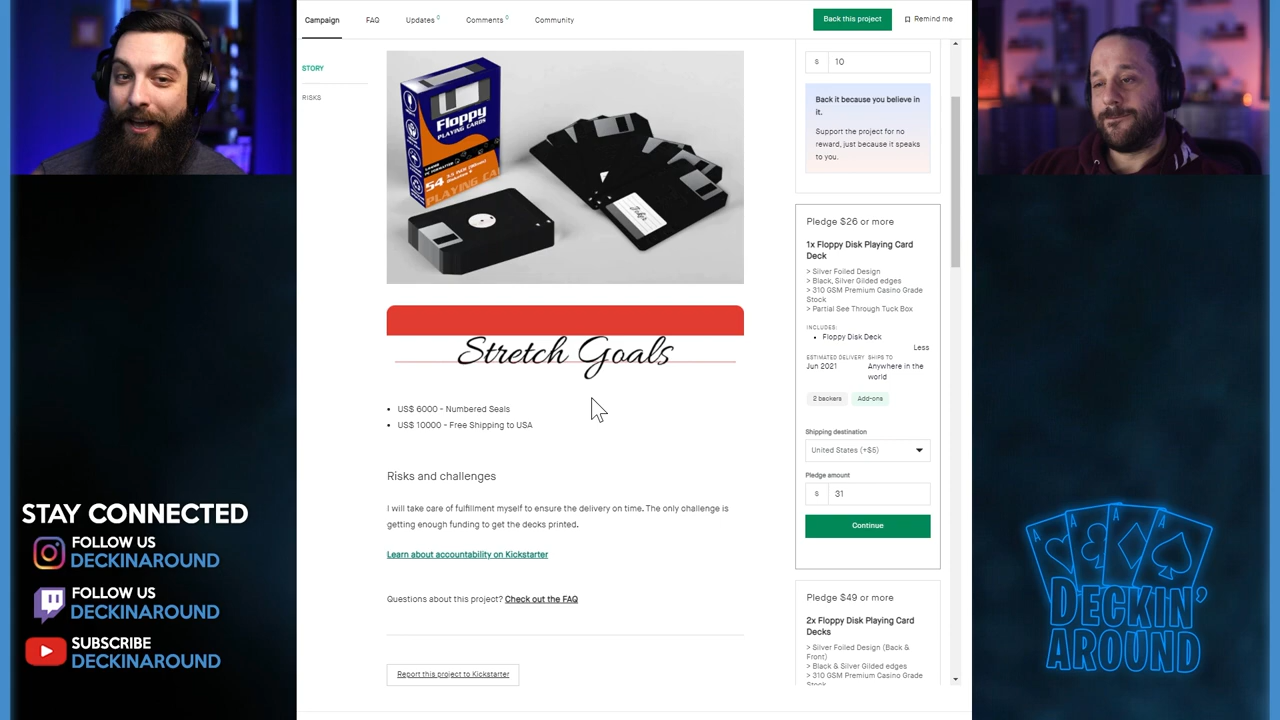 Campaign
FAQ
Updates 0
Comments 0
Community
Back this project
Remind me
STORY
RISKS
Floppy
PLAYING CARDS
54
PLAYING CA
Joker
Stretch Goals
• US$ 6000 - Numbered Seals
• US$ 10000 - Free Shipping to USA
Risks and challenges
I will take care of fulfillment myself to ensure the delivery on time. The only challenge is
getting enough funding to get the decks printed.
Learn about accountability on Kickstarter
Questions about this project? Check out the FAQ
Report this project to Kickstarter
$ 10
Back it because you believe in
it.
Support the project for no
reward, just because it speaks
to you.
Pledge $26 or more
1x Floppy Disk Playing Card
Deck
> Silver Foiled Design
> Black, Silver Gilded edges
> 310 GSM Premium Casino Grade
Stock
> Partial See Through Tuck Box
INCLUDES:
• Floppy Disk Deck
Less
ESTIMATED DELIVERY
Jun 2021
SHIPS TO
Anywhere in the
world
2 backers
Add-ons
Shipping destination
United States (+$5)
Pledge amount
$ 31
Continue
Pledge $49 or more
2x Floppy Disk Playing Card
Decks
> Silver Foiled Design (Back &
Front)
> Black & Silver Gilded edges
> 310 GSM Premium Casino Grade
Stock
STAY CONNECTED
FOLLOW US
DECKINAROUND
FOLLOW US
DECKINAROUND
SUBSCRIBE
DECKINAROUND
A A A A
DECKIN'
AROUND